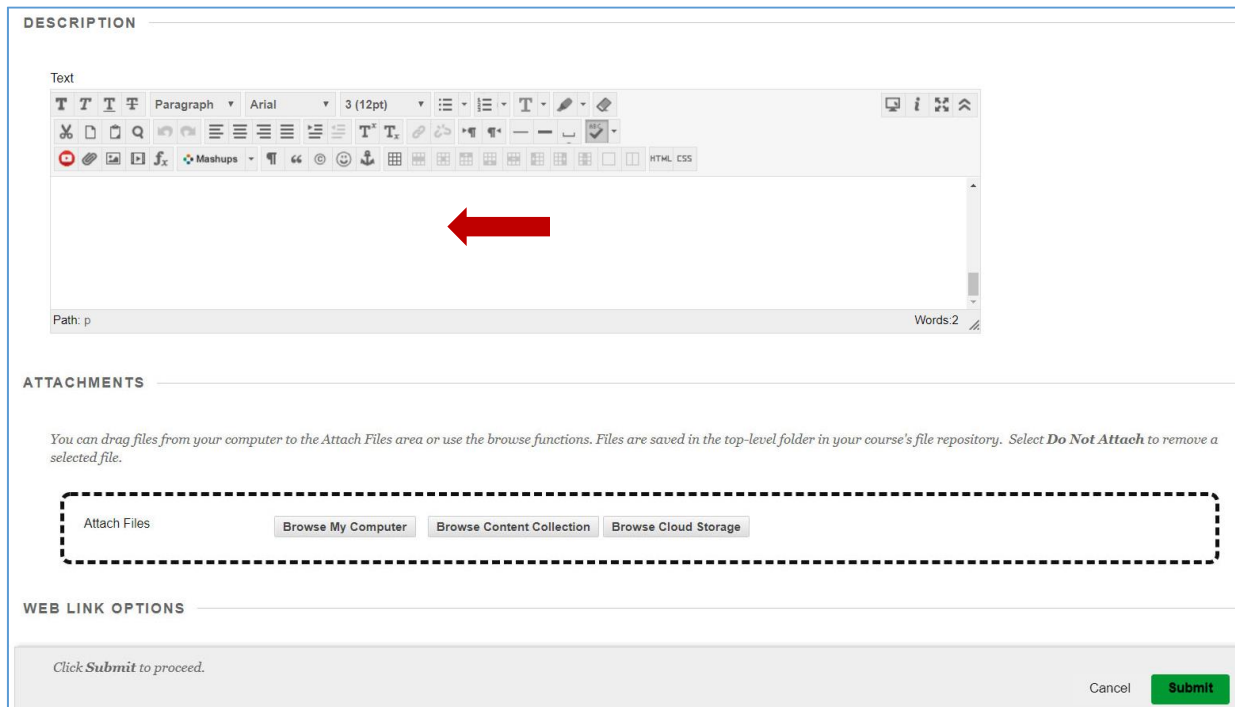 DESCRIPTION
Text
T T T T Paragraph Arial 3 (12pt) T
T× Tx ABC
fx Mashups HTML CSS
Path: p Words:2
ATTACHMENTS
You can drag files from your computer to the Attach Files area or use the browse functions. Files are saved in the top-level folder in your course's file repository. Select Do Not Attach to remove a
selected file.
Attach Files Browse My Computer Browse Content Collection Browse Cloud Storage
WEB LINK OPTIONS
Click Submit to proceed.
Cancel Submit